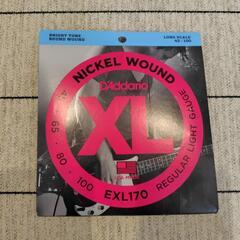 BRIGHT TONE
ROUND WOUND
LONG SCALE
45-100
NICKEL WOUND
D'Addario
XL
45
65
80
100
EXL170
REGULAR LIGHT GAUGE